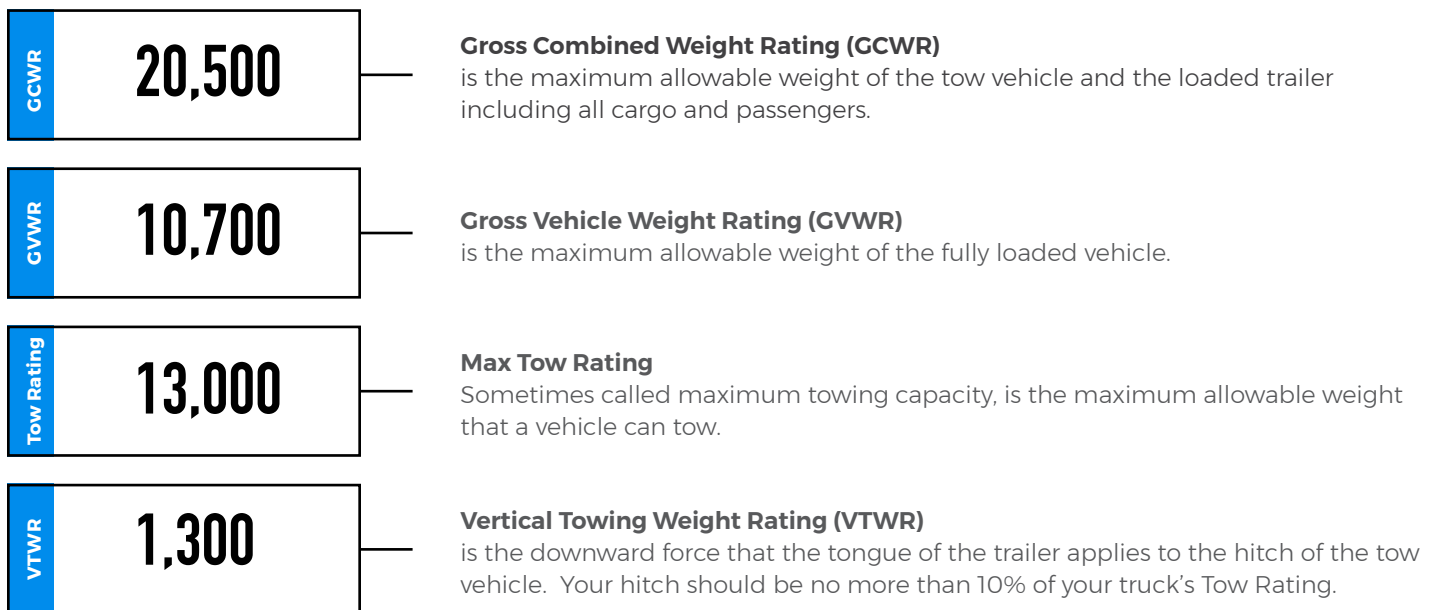 GCWR
20,500
Gross Combined Weight Rating (GCWR)
is the maximum allowable weight of the tow vehicle and the loaded trailer
including all cargo and passengers.
GVWR
10,700
Gross Vehicle Weight Rating (GVWR)
is the maximum allowable weight of the fully loaded vehicle.
Tow Rating
13,000
Max Tow Rating
Sometimes called maximum towing capacity, is the maximum allowable weight
that a vehicle can tow.
VTWR
1,300
Vertical Towing Weight Rating (VTWR)
is the downward force that the tongue of the trailer applies to the hitch of the tow
vehicle.  Your hitch should be no more than 10% of your truck's Tow Rating.